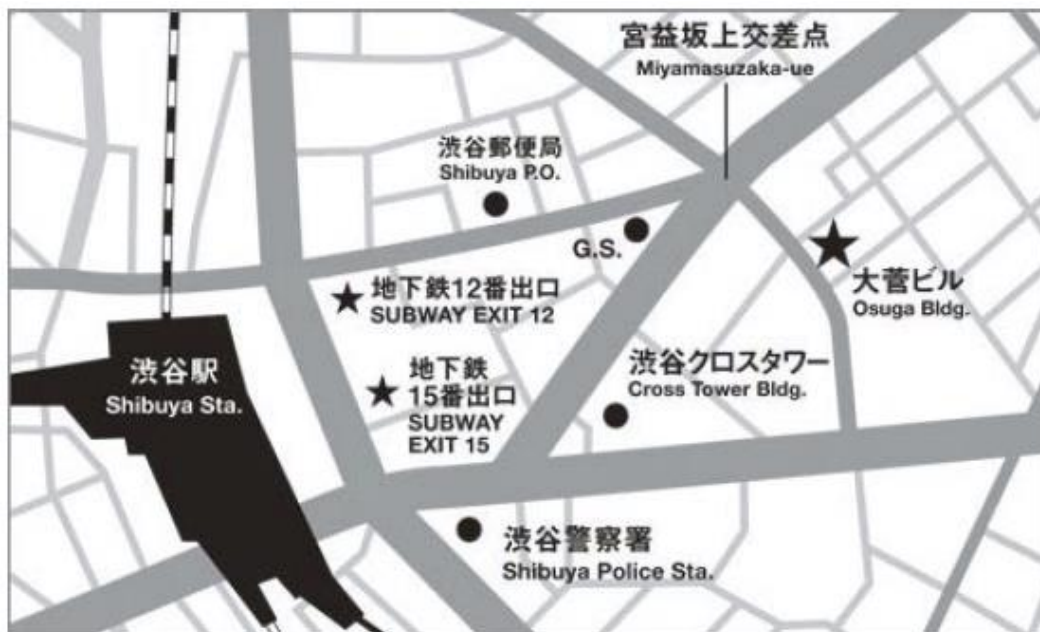 宮益坂上交差点
Miyamasuzaka-ue
渋谷郵便局
Shibuya P.O.
G.S.
大菅ビル
Osuga Bldg.
地下鉄12番出口
SUBWAY EXIT 12
渋谷駅
Shibuya Sta.
地下鉄
15番出口
SUBWAY
EXIT 15
渋谷クロスタワー
Cross Tower Bldg.
渋谷警察署
Shibuya Police Sta.